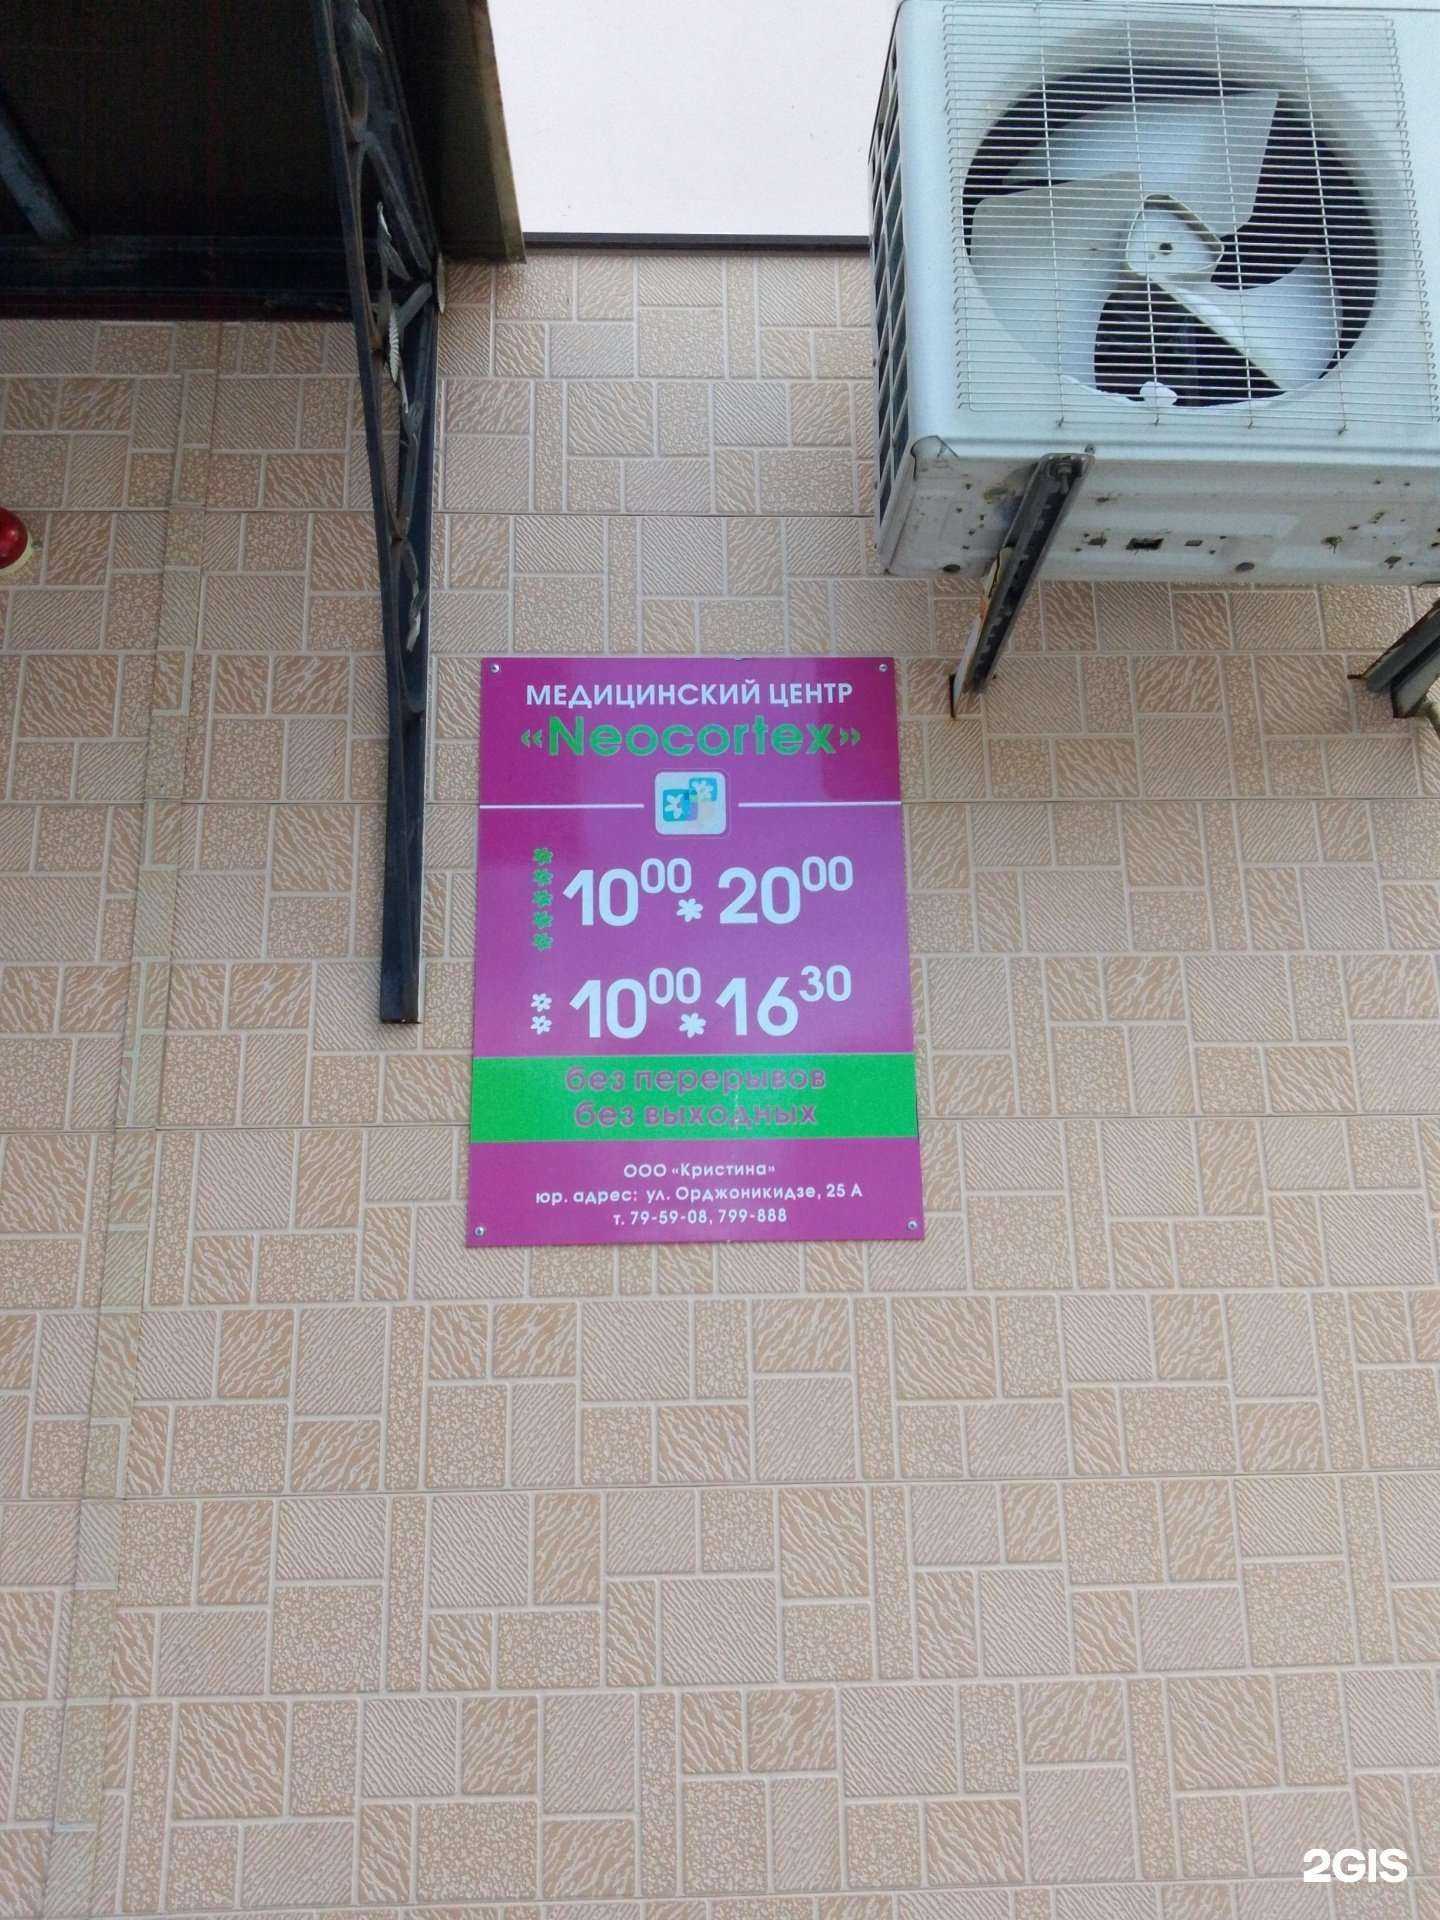 МЕДИЦИНСКИЙ ЦЕНТР
«Neocortex»
10⁰⁰ * 20⁰⁰
10⁰⁰ * 16³⁰
без перерывов
без выходных
ООО «Кристина»
юр. адрес: ул. Орджоникидзе, 25 А
т. 79-59-08, 799-888
2GIS